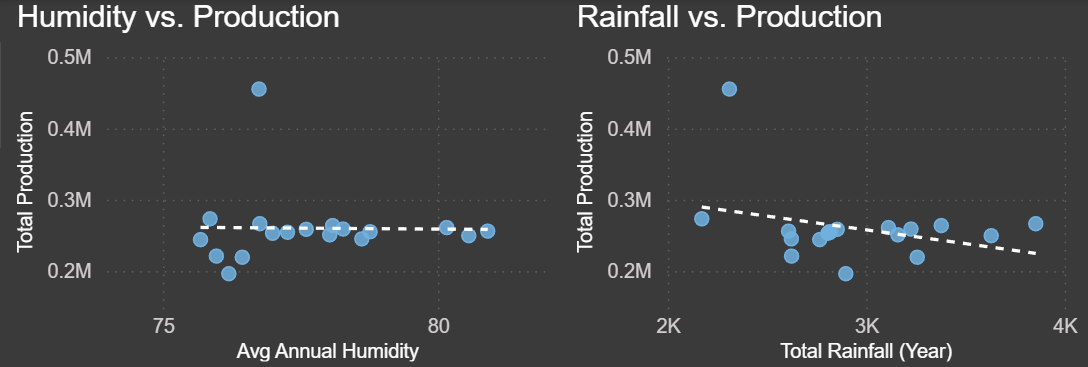 Humidity vs. Production
0.5M
0.4M
0.3M
0.2M
Total Production
75
80
Avg Annual Humidity
Rainfall vs. Production
0.5M
0.4M
0.3M
0.2M
Total Production
2K
3K
4K
Total Rainfall (Year)